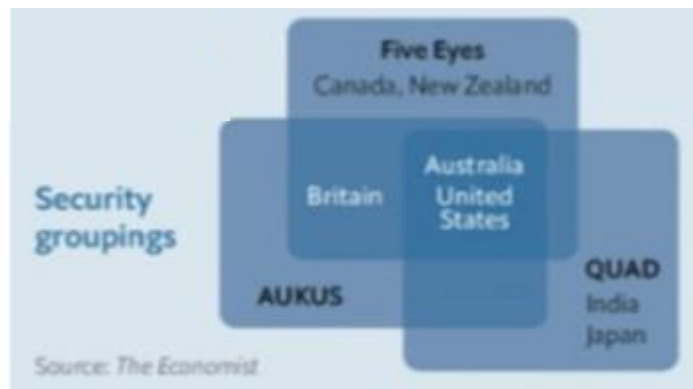 Five Eyes
Canada, New Zealand
Security
groupings
Britain
Australia
United
States
AUKUS
QUAD
India
Japan
Source: The Economist